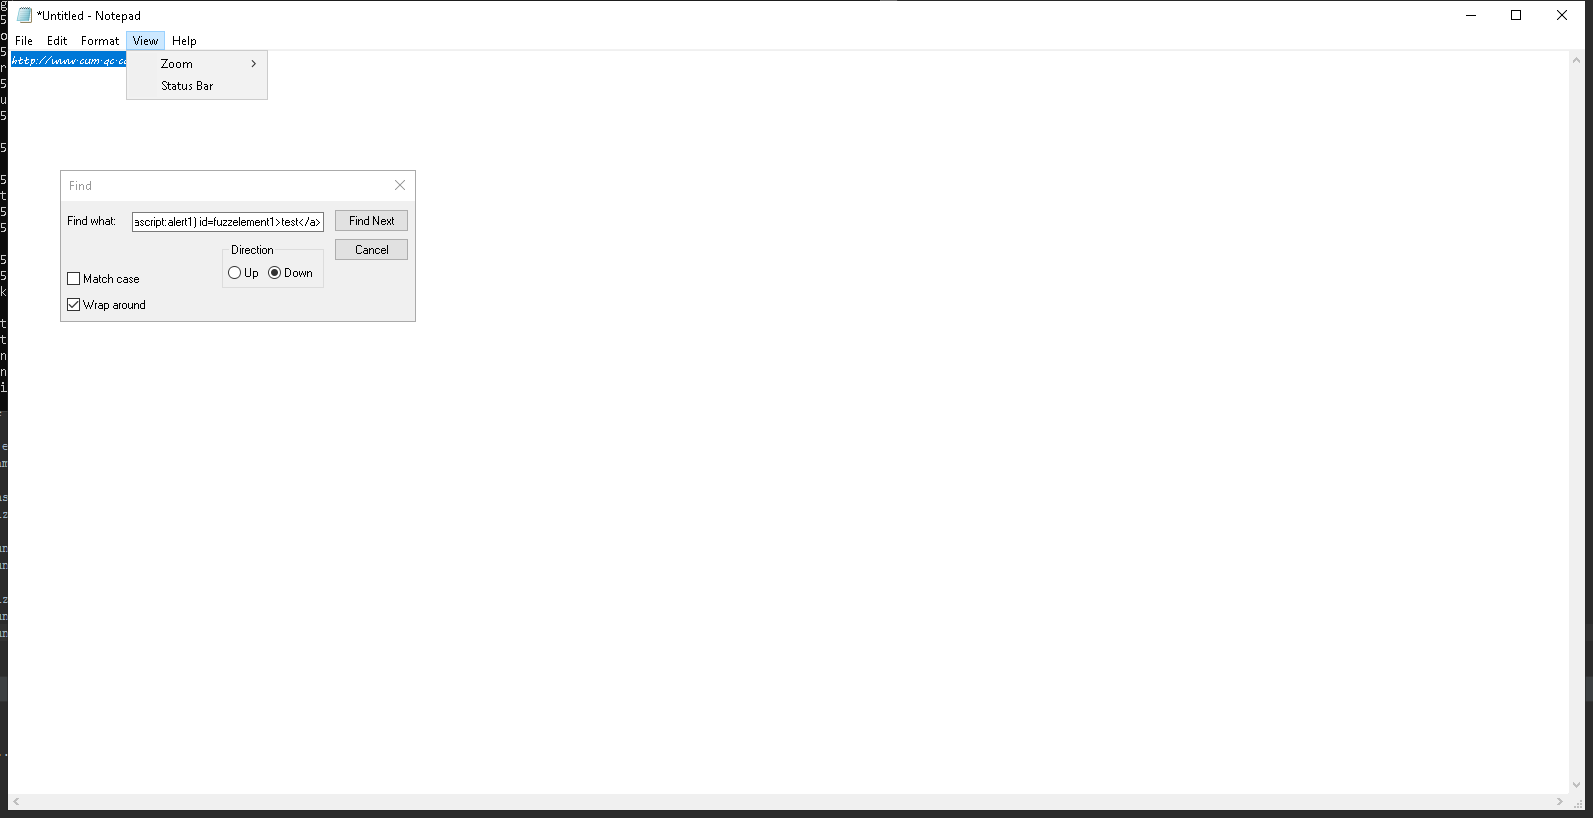 *Untitled - Notepad
File Edit Format View Help
http://www.cum.qc.ca
Zoom
Status Bar
Find
Find what: ascript:alert1) id=fuzzelement1>test</a> Find Next
Direction Cancel
Up Down
Match case
Wrap around